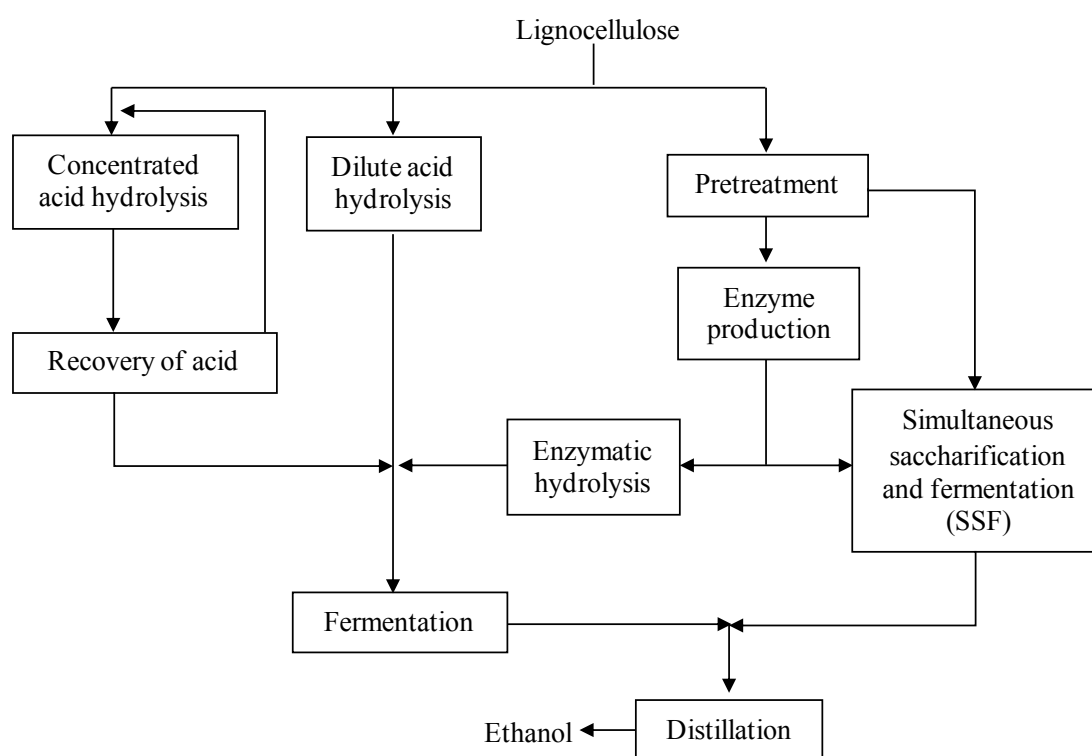 Lignocellulose
Concentrated
acid hydrolysis
Dilute acid
hydrolysis
Pretreatment
Enzyme
production
Recovery of acid
Enzymatic
hydrolysis
Simultaneous
saccharification
and fermentation
(SSF)
Fermentation
Distillation
Ethanol